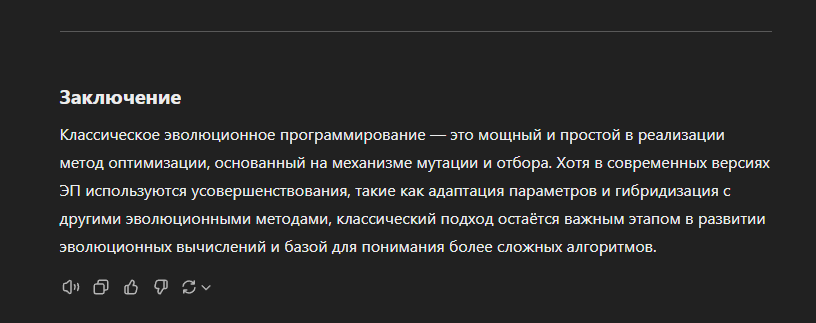 Заключение
Классическое эволюционное программирование — это мощный и простой в реализации
метод оптимизации, основанный на механизме мутации и отбора. Хотя в современных версиях
ЭП используются усовершенствования, такие как адаптация параметров и гибридизация с
другими эволюционными методами, классический подход остаётся важным этапом в развитии
эволюционных вычислений и базой для понимания более сложных алгоритмов.